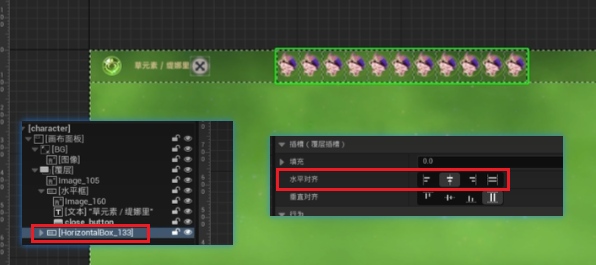 草元素 / 缇娜里
[character]
[画布面板]
[BG]
[图像]
[覆层]
Image_105
[水平框]
Image_160
[文本] "草元素 / 缇娜里"
close_button
[HorizontalBox_133]
插槽 (覆层插槽)
填充
0.0
水平对齐
垂直对齐
行为